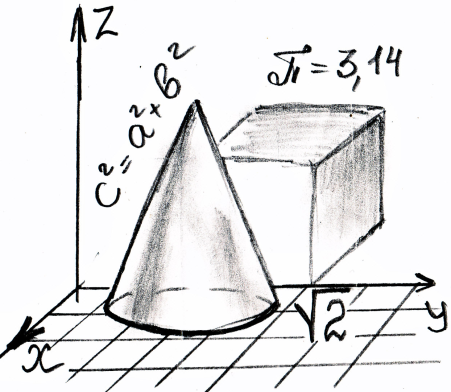 Z
c² = a² + b²
π = 3,14
√2
y
x